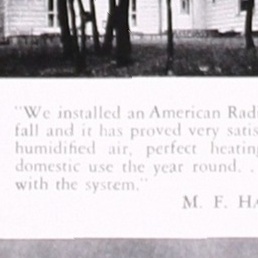 "We installed an American Radi
fall and it has proved very satis
humidified air, perfect heating
domestic use the year round. . .
with the system."
M. F. HA